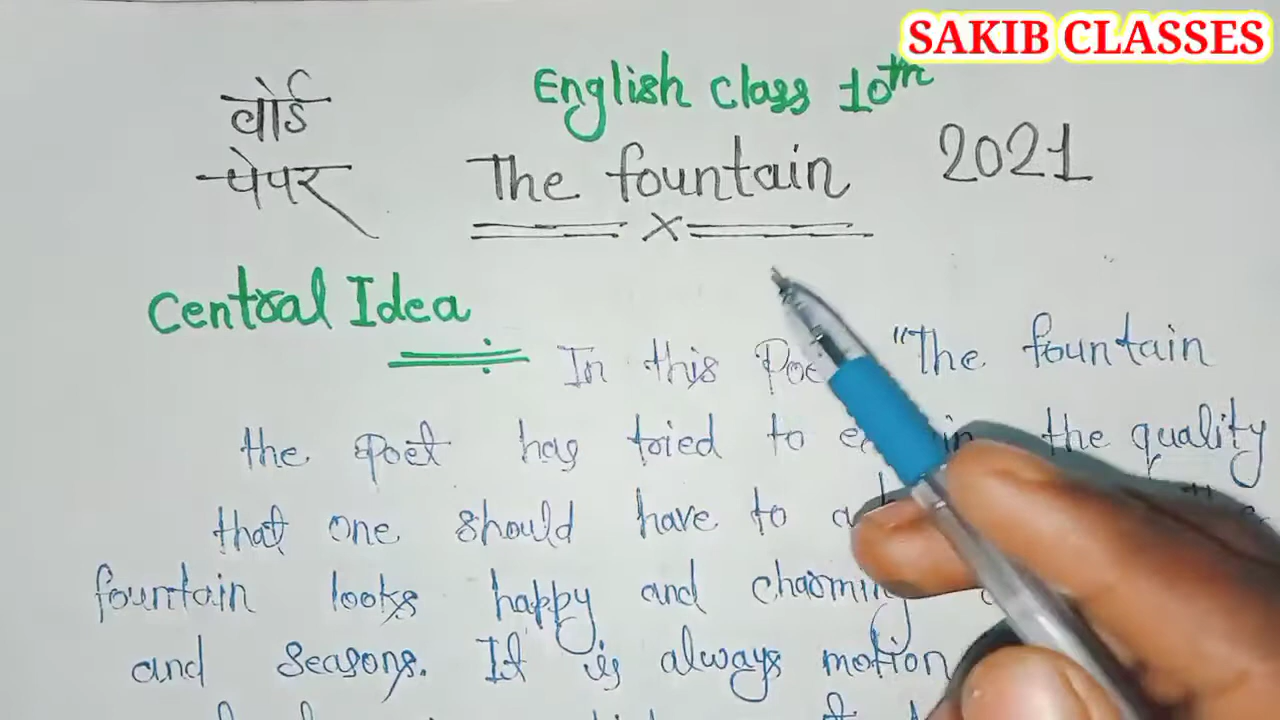 SAKIB CLASSES
English Class 10th
बोर्ड
पेपर
The fountain
2021
Central Idea
In this "The fountain
the Poet has tried to the quality
that one should have to
fountain looks happy and charming
and seasons. It is always motion